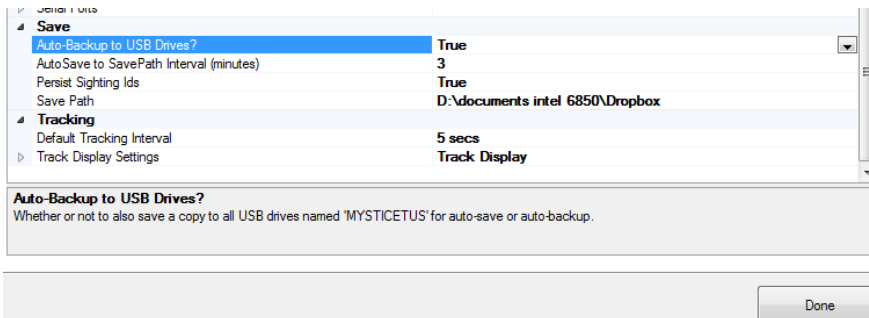 Serial Ports
Save
Auto-Backup to USB Drives? True
AutoSave to SavePath Interval (minutes) 3
Persist Sighting Ids True
Save Path D:\documents intel 6850\Dropbox
Tracking
Default Tracking Interval 5 secs
Track Display Settings Track Display
Auto-Backup to USB Drives?
Whether or not to also save a copy to all USB drives named 'MYSTICETUS' for auto-save or auto-backup.
Done